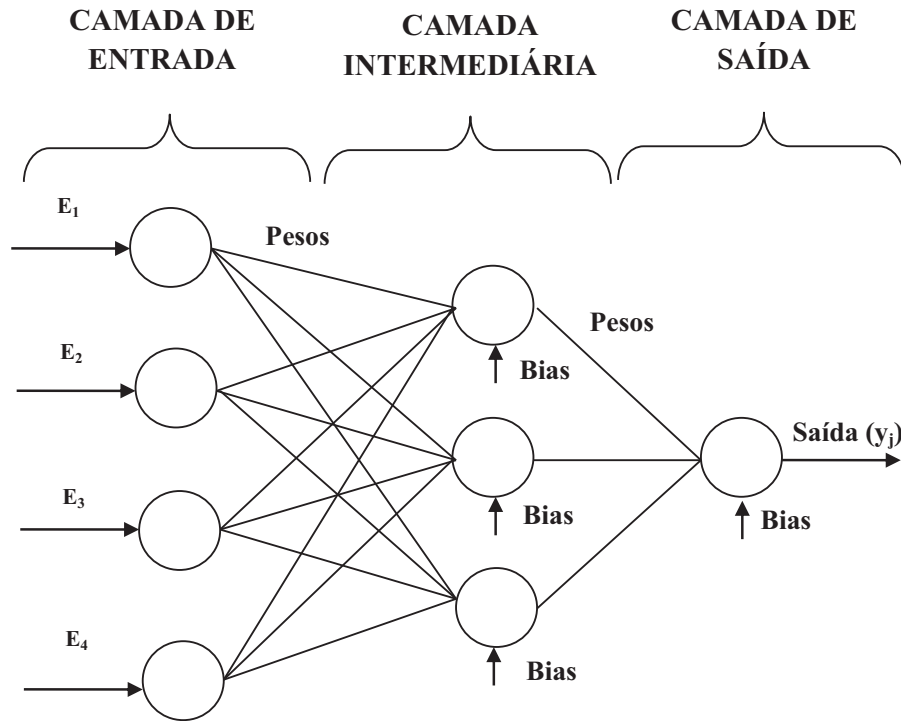 CAMADA DE
ENTRADA
CAMADA
INTERMEDIÁRIA
CAMADA DE
SAÍDA
E1
Pesos
Pesos
E2
Bias
Saída (yj)
E3
Bias
Bias
E4
Bias